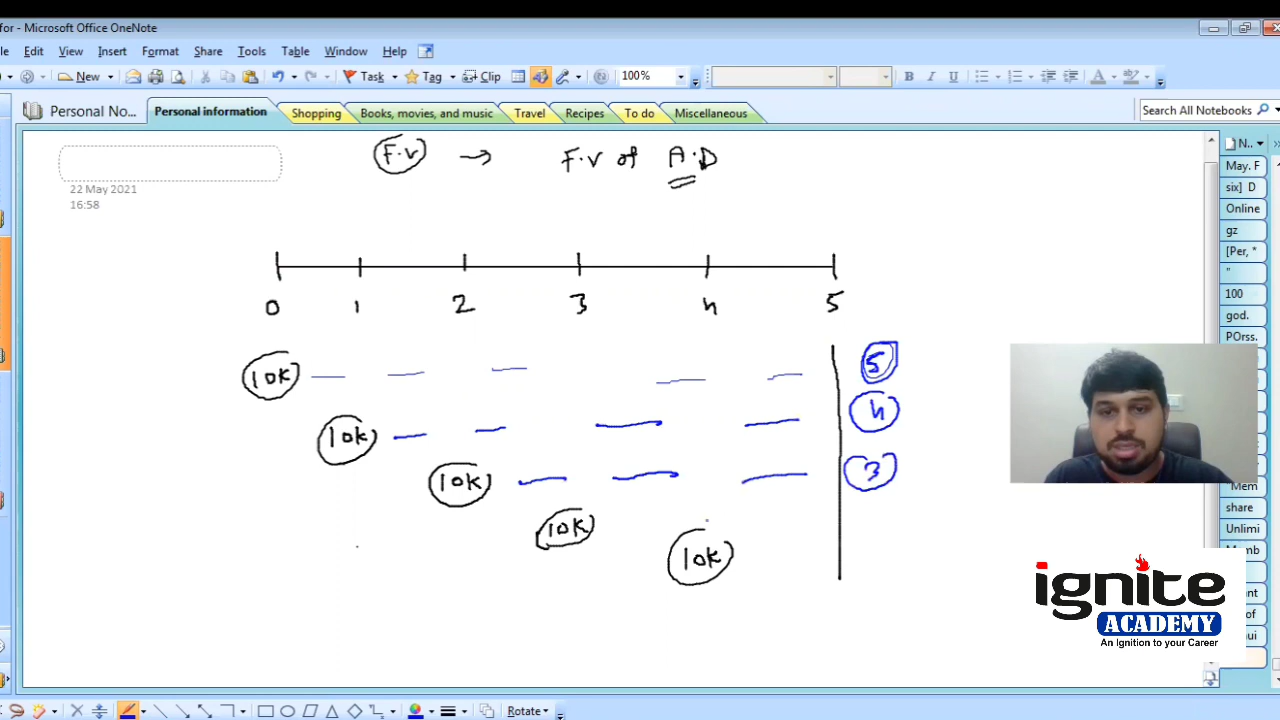 for - Microsoft Office OneNote
Edit View Insert Format Share Tools Table Window Help
New Task Tag Clip 100% B I U A ab
Personal No... Personal information Shopping Books, movies, and music Travel Recipes To do Miscellaneous Search All Notebooks
N..
F.V → F.V of A.D
May. F
22 May 2021
six] D
16:58
Online
gz
[Per, *
"
100
god.
POrss.
0 1 2 3 4 5
10K 5
10K 4
10K 3
10K
10K
Mem
share
Unlimi
ignite
ACADEMY
An Ignition to your Career
Rotate